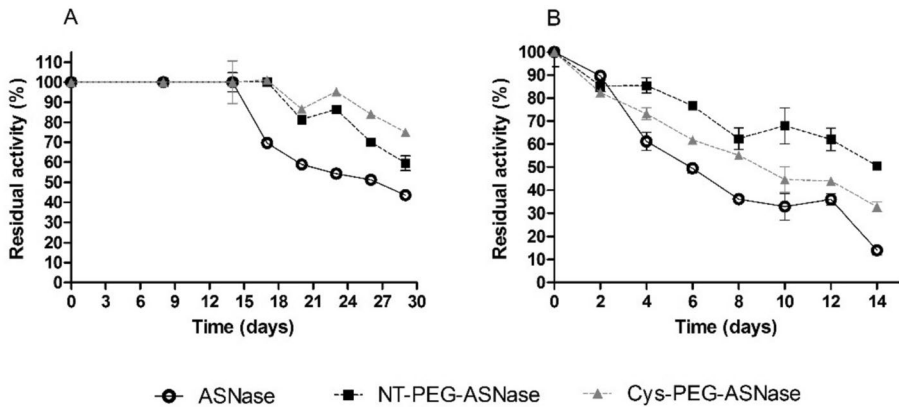 A
B
110
100
90
80
70
60
50
40
30
20
10
0
Residual activity (%)
0 3 6 9 12 15 18 21 24 27 30
Time (days)
100
90
80
70
60
50
40
30
20
10
0
Residual activity (%)
0 2 4 6 8 10 12 14
Time (days)
ASNase NT-PEG-ASNase Cys-PEG-ASNase